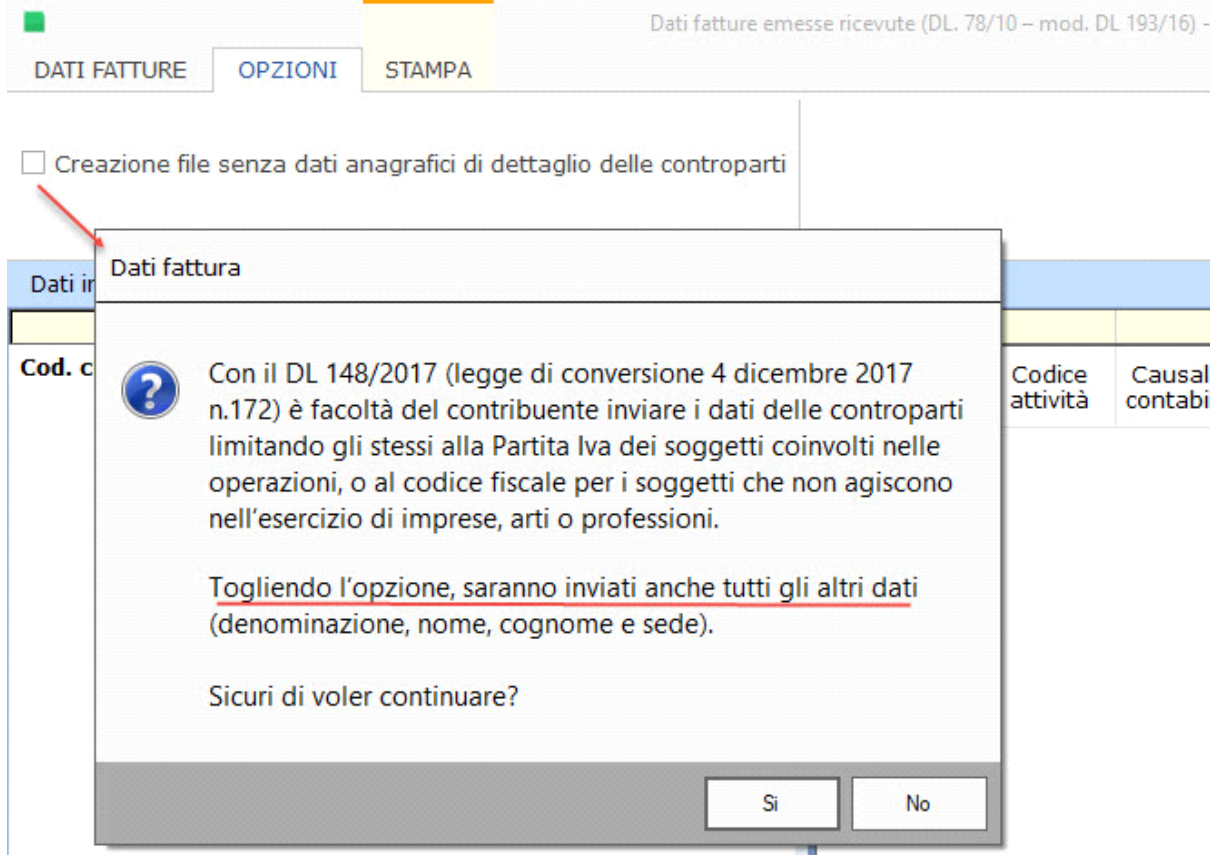 Dati fatture emesse ricevute (DL. 78/10 – mod. DL 193/16) -
DATI FATTURE OPZIONI STAMPA
Creazione file senza dati anagrafici di dettaglio delle controparti
Dati fattura
Dati
Con il DL 148/2017 (legge di conversione 4 dicembre 2017
n.172) è facoltà del contribuente inviare i dati delle controparti
limitando gli stessi alla Partita Iva dei soggetti coinvolti nelle
operazioni, o al codice fiscale per i soggetti che non agiscono
nell'esercizio di imprese, arti o professioni.
Togliendo l'opzione, saranno inviati anche tutti gli altri dati
(denominazione, nome, cognome e sede).
Sicuri di voler continuare?
Si No
Cod.
Codice
attività